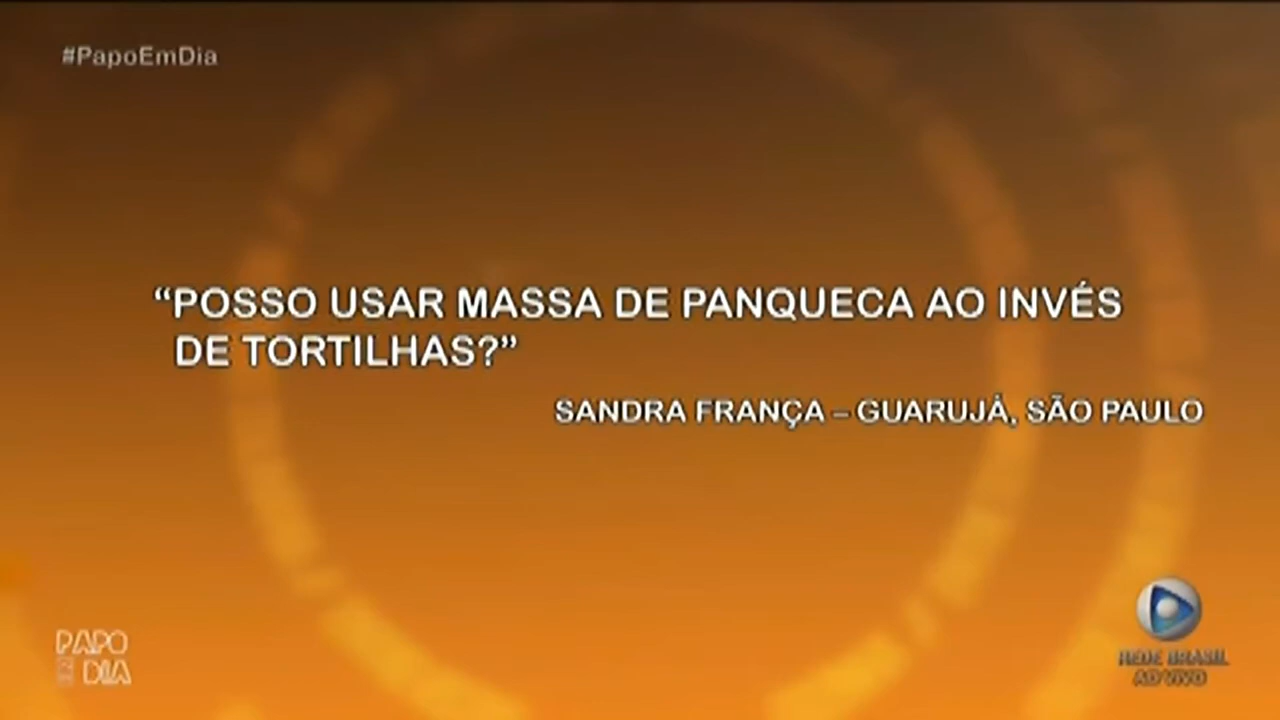 #PapoEmDia
“POSSO USAR MASSA DE PANQUECA AO INVÉS
DE TORTILHAS?”
SANDRA FRANÇA – GUARUJÁ, SÃO PAULO
PAPO
EM DIA
REDE BRASIL
AO VIVO